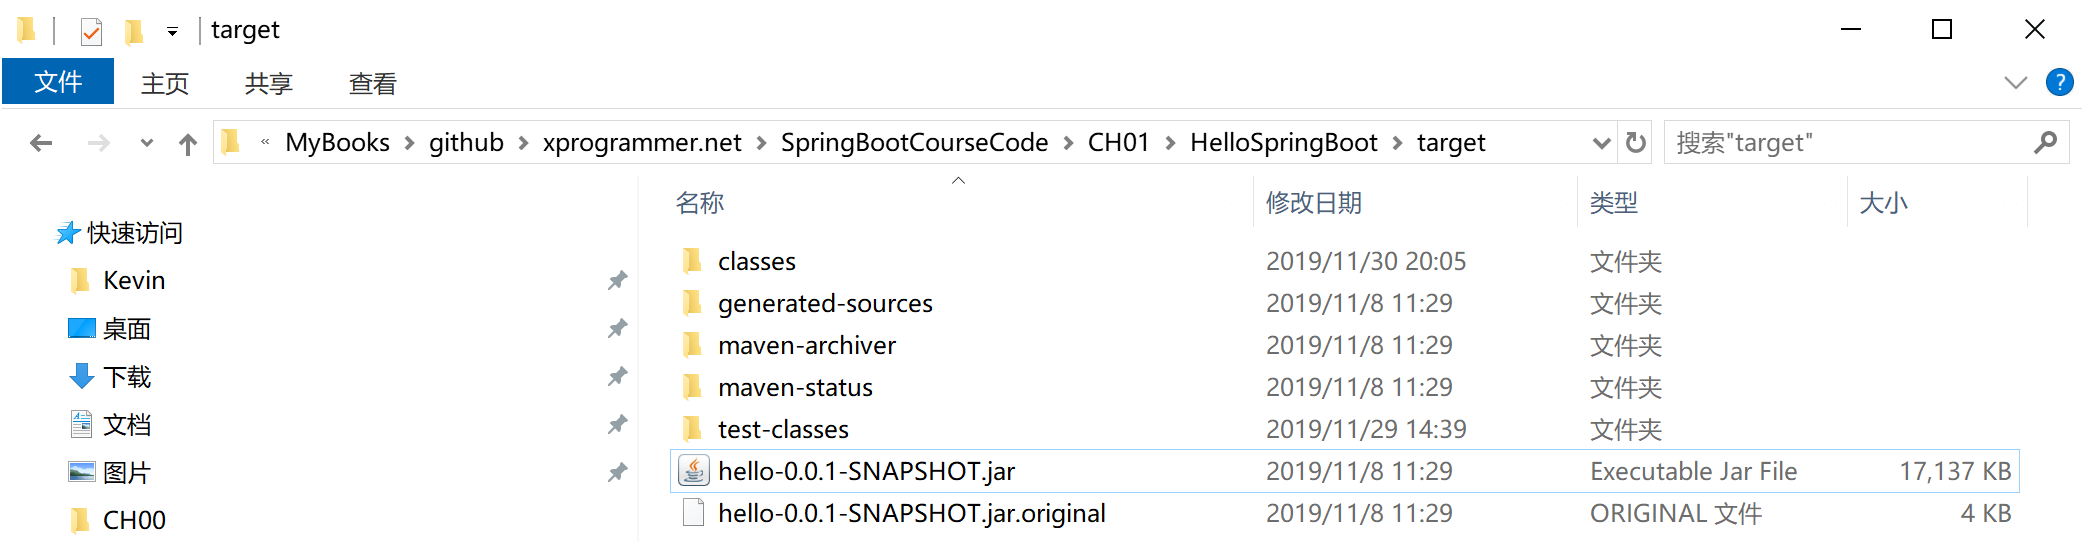 target
文件 主页 共享 查看 ?
« MyBooks > github > xprogrammer.net > SpringBootCourseCode > CH01 > HelloSpringBoot > target 搜索"target"
名称 修改日期 类型 大小
快速访问
Kevin
桌面
下载
文档
图片
CH00
classes 2019/11/30 20:05 文件夹
generated-sources 2019/11/8 11:29 文件夹
maven-archiver 2019/11/8 11:29 文件夹
maven-status 2019/11/8 11:29 文件夹
test-classes 2019/11/29 14:39 文件夹
hello-0.0.1-SNAPSHOT.jar 2019/11/8 11:29 Executable Jar File 17,137 KB
hello-0.0.1-SNAPSHOT.jar.original 2019/11/8 11:29 ORIGINAL 文件 4 KB